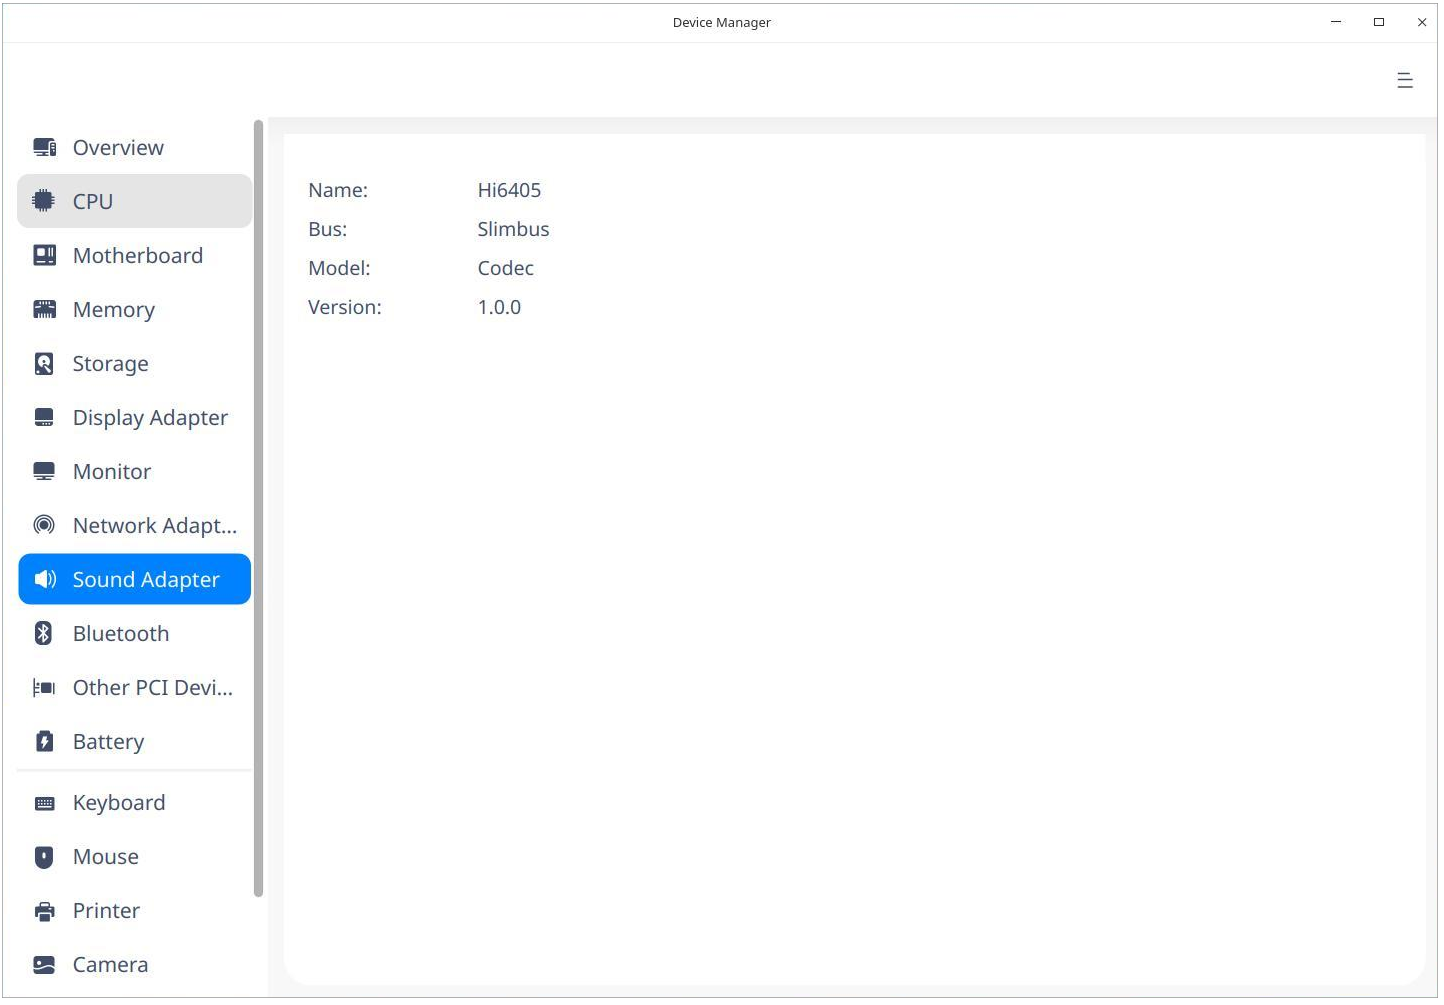 Device Manager
Overview
CPU
Motherboard
Memory
Storage
Display Adapter
Monitor
Network Adapt...
Sound Adapter
Bluetooth
Other PCI Devi...
Battery
Keyboard
Mouse
Printer
Camera
Name: Hi6405
Bus: Slimbus
Model: Codec
Version: 1.0.0